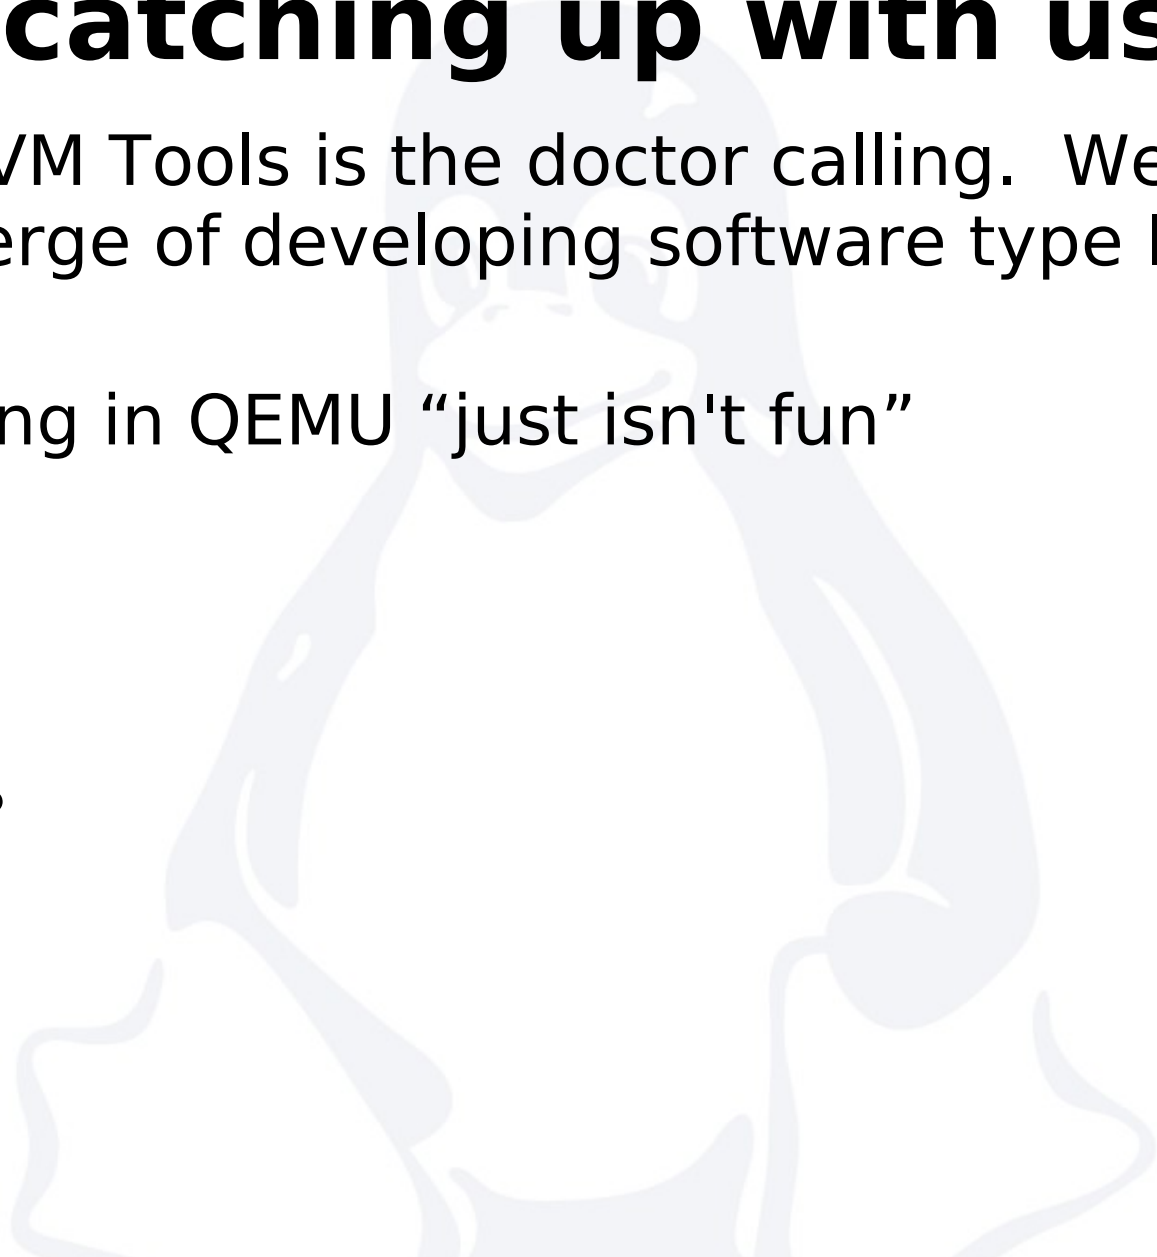 catching up with us
VM Tools is the doctor calling. We
erge of developing software type
ng in QEMU “just isn't fun”